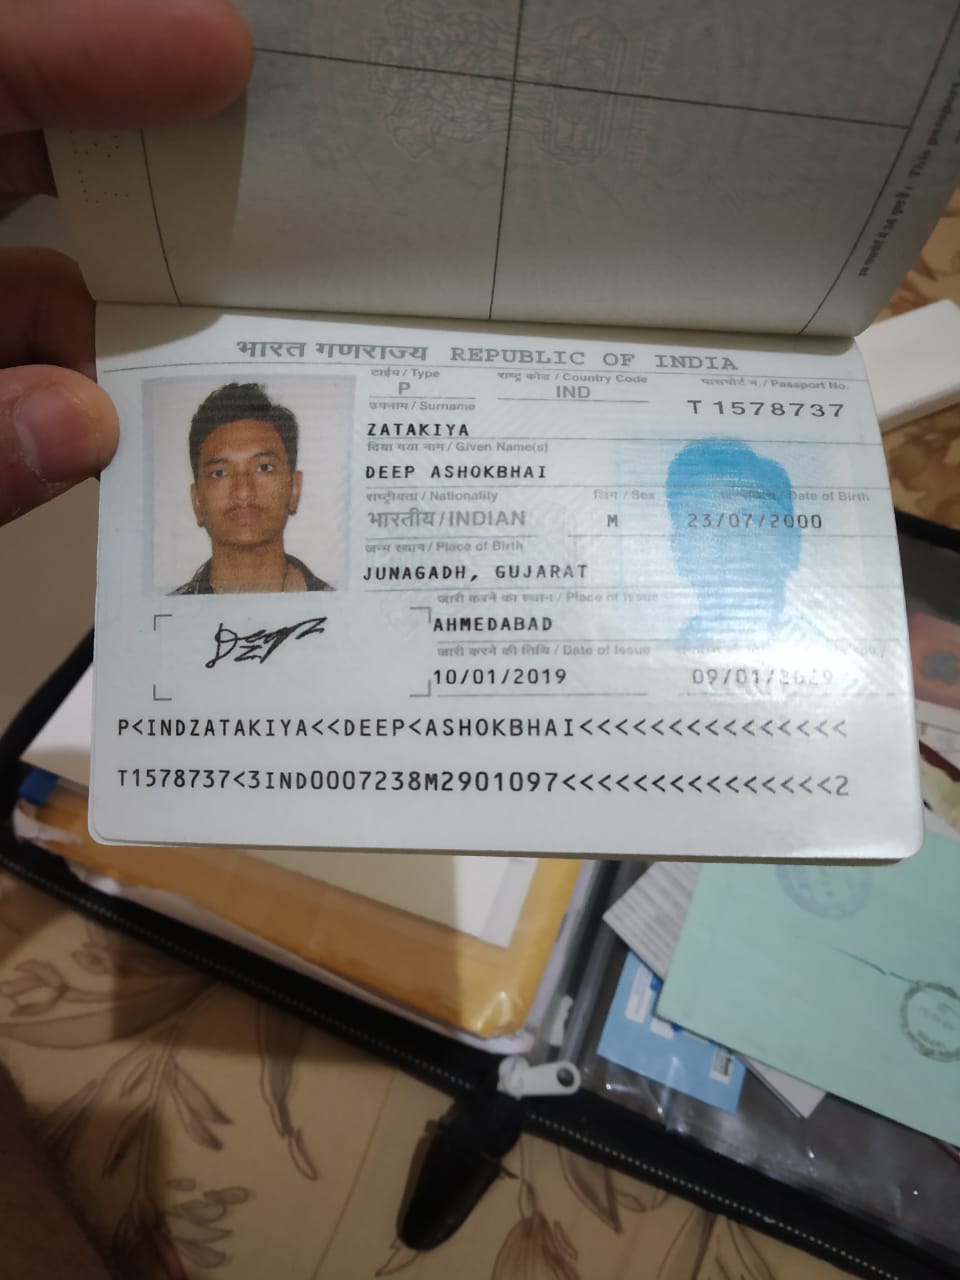 भारत गणराज्य REPUBLIC OF INDIA
टाईप / Type राष्ट्र कोड / Country Code पासपोर्ट नं. / Passport No.
P IND T 1578737
उपनाम / Surname
ZATAKIYA
दिया गया नाम / Given Name(s)
DEEP ASHOKBHAI
राष्ट्रीयता / Nationality लिंग / Sex Date of Birth
भारतीय / INDIAN M 23/07/2000
जन्म स्थान / Place of Birth
JUNAGADH, GUJARAT
जारी करने का स्थान / Place of Issue
AHMEDABAD
जारी करने की तिथि / Date of Issue
10/01/2019 09/01/2029
P<INDZATAKIYA<<DEEP<ASHOKBHAI<<<<<<<<<<<<<<<
T1578737<3IND0007238M2901097<<<<<<<<<<<<<<<2